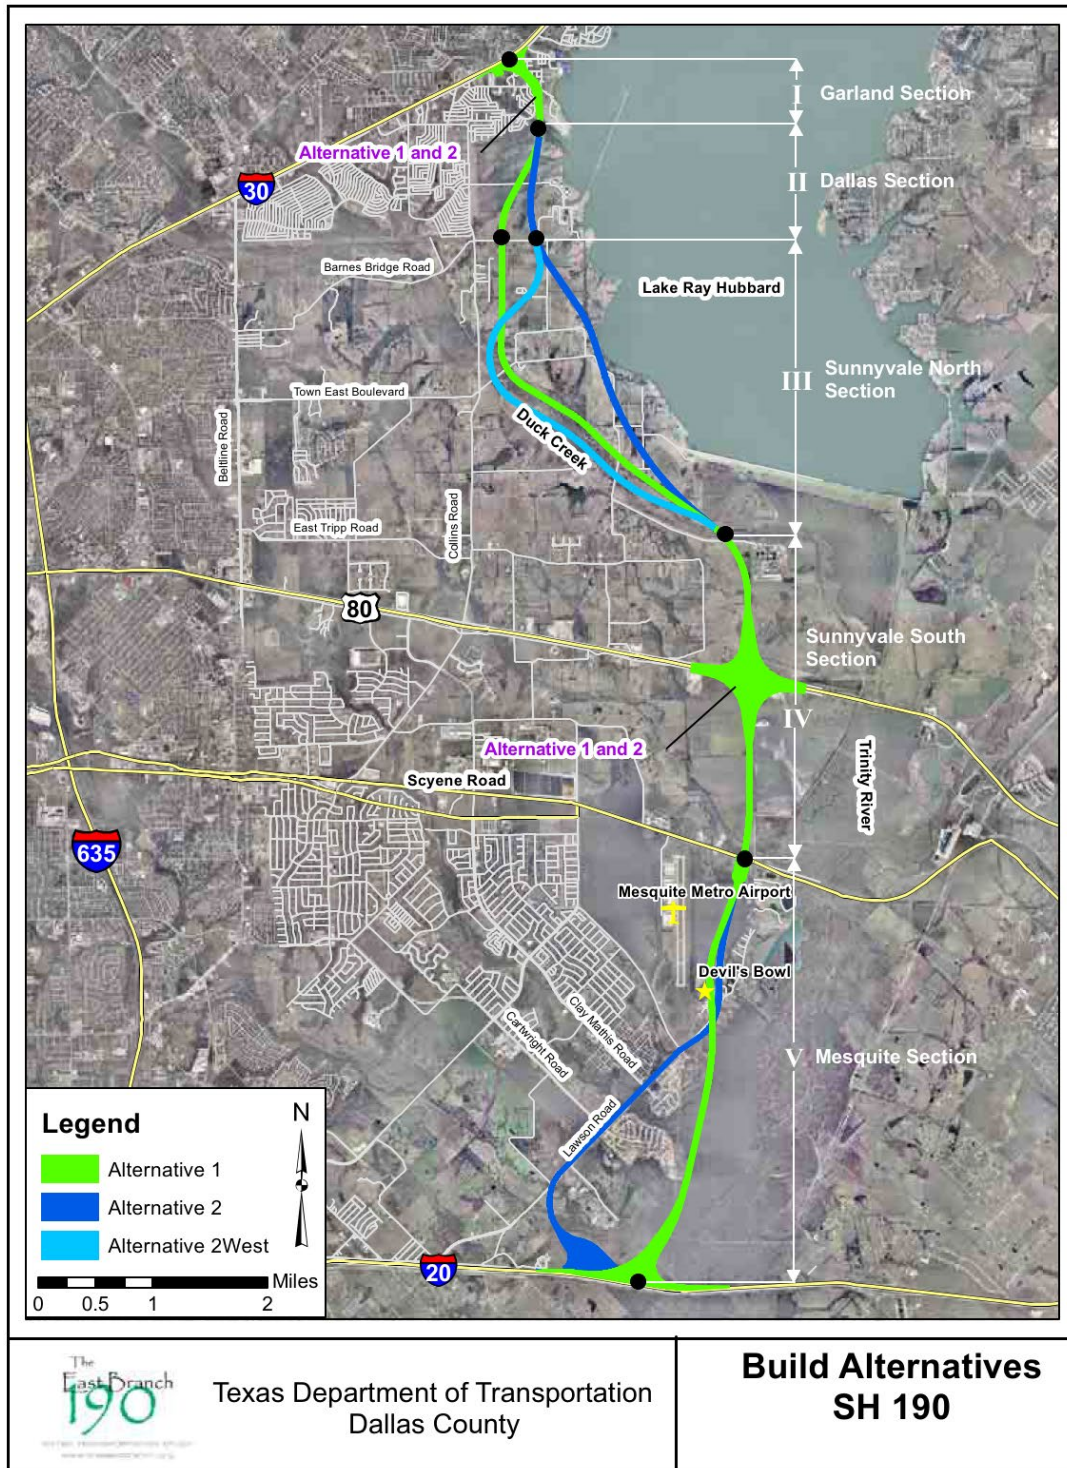 I Garland Section
Alternative 1 and 2
II Dallas Section
30
Barnes Bridge Road
Lake Ray Hubbard
III Sunnyvale North
Section
Town East Boulevard
Duck Creek
Beltline Road
East Tripp Road
Collins Road
80
Sunnyvale South
Section
IV
Alternative 1 and 2
Trinity River
Scyene Road
635
Mesquite Metro Airport
Devil's Bowl
Clay Mathis Road
Cartwright Road
V Mesquite Section
Lawson Road
20
Legend
N
Alternative 1
Alternative 2
Alternative 2West
Miles
0 0.5 1 2
The
East Branch
190
Texas Department of Transportation
Dallas County
Build Alternatives
SH 190